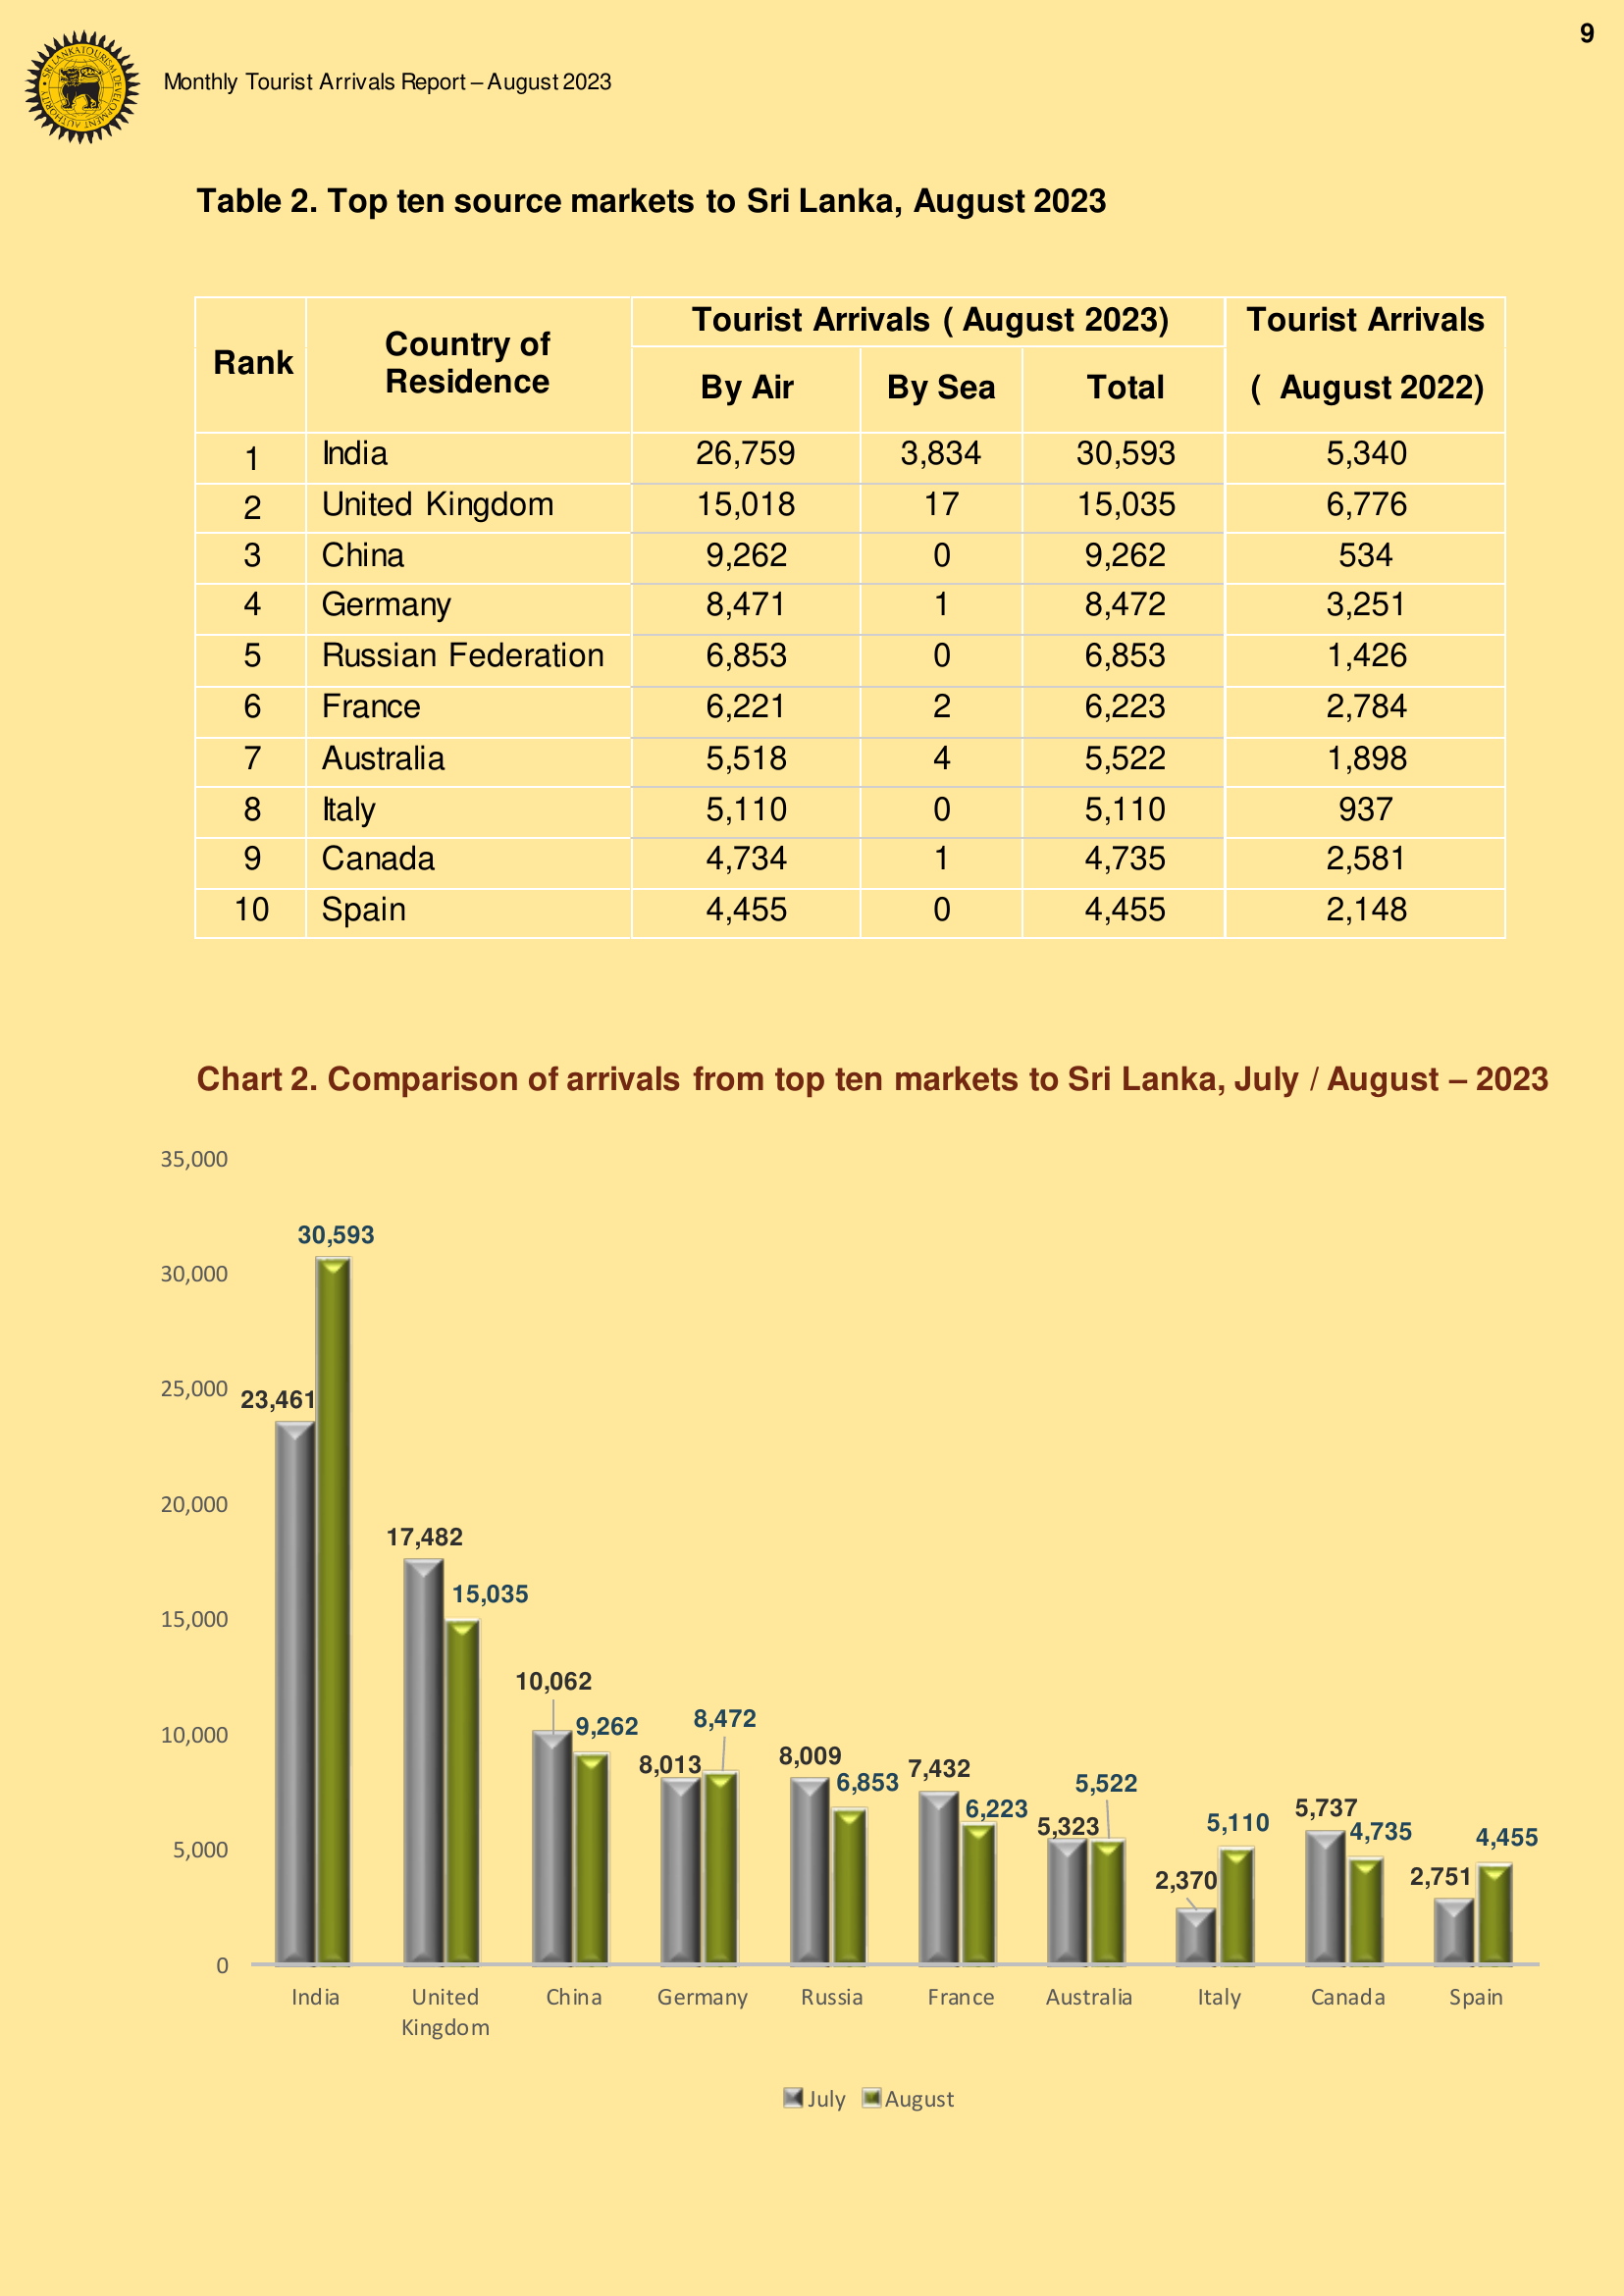 9
SRI LANKA TOURISM DEVELOPMENT AUTHORITY
Monthly Tourist Arrivals Report – August 2023
Table 2. Top ten source markets to Sri Lanka, August 2023
Rank Country of Residence Tourist Arrivals ( August 2023) Tourist Arrivals
By Air By Sea Total ( August 2022)
1 India 26,759 3,834 30,593 5,340
2 United Kingdom 15,018 17 15,035 6,776
3 China 9,262 0 9,262 534
4 Germany 8,471 1 8,472 3,251
5 Russian Federation 6,853 0 6,853 1,426
6 France 6,221 2 6,223 2,784
7 Australia 5,518 4 5,522 1,898
8 Italy 5,110 0 5,110 937
9 Canada 4,734 1 4,735 2,581
10 Spain 4,455 0 4,455 2,148
Chart 2. Comparison of arrivals from top ten markets to Sri Lanka, July / August – 2023
35,000
30,000
25,000
20,000
15,000
10,000
5,000
0
23,461 30,593
17,482 15,035
10,062 9,262
8,013 8,472
8,009 6,853
7,432 6,223
5,323 5,522
2,370 5,110
5,737 4,735
2,751 4,455
India United Kingdom China Germany Russia France Australia Italy Canada Spain
July August